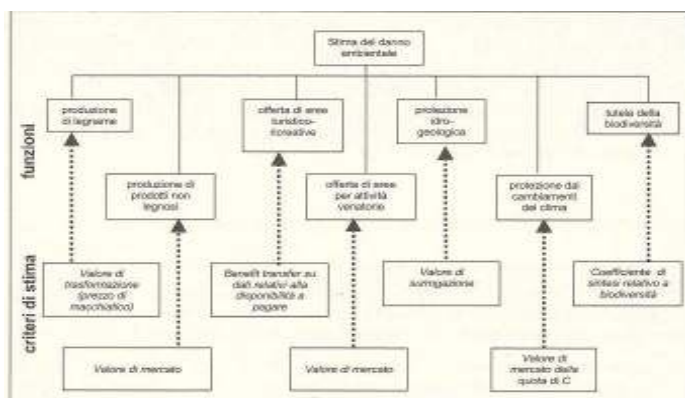 Stima del danno
ambientale
funzioni
produzione
di legname
offerta di aree
turistico-
ricreative
protezione
idro-
geologica
tutela della
biodiversità
produzione di
prodotti non
legnosi
offerta di aree
per attività
venatorie
protezione dai
cambiamenti
del clima
criteri di stima
Valore di
trasformazione
(prezzo di
macchiatico)
Benefit transfer su
dati relativi alla
disponibilità a
pagare
Valore di
surrogazione
Coefficiente di
sintesi relativo a
biodiversità
Valore di mercato
Valore di mercato
Valore di
mercato della
quota di C